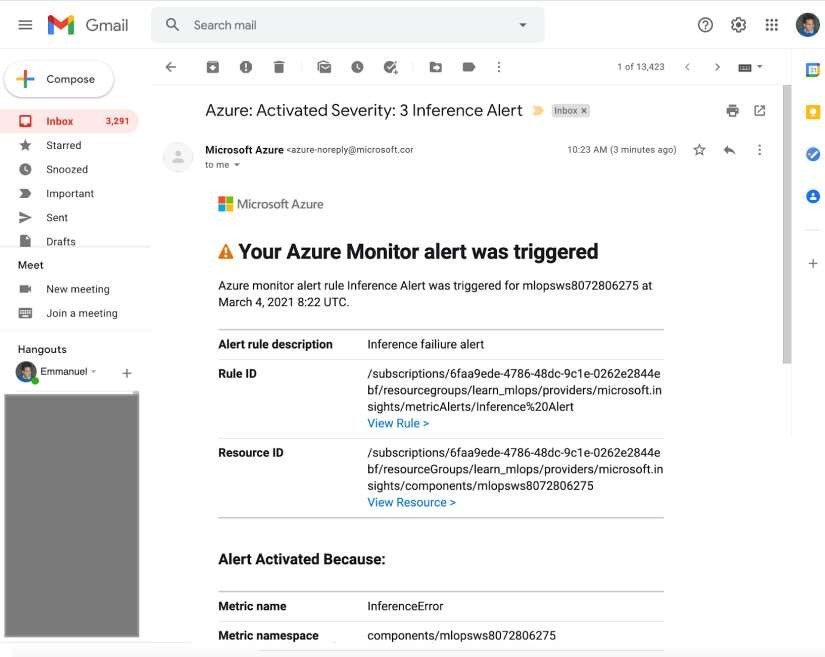 Gmail
Search mail
Compose
1 of 13,423
Inbox 3,291
Starred
Snoozed
Important
Sent
Drafts
Meet
New meeting
Join a meeting
Hangouts
Emmanuel
Azure: Activated Severity: 3 Inference Alert Inbox x
Microsoft Azure <azure-noreply@microsoft.cor
10:23 AM (3 minutes ago)
to me
Microsoft Azure
Your Azure Monitor alert was triggered
Azure monitor alert rule Inference Alert was triggered for mlopsws8072806275 at
March 4, 2021 8:22 UTC.
Alert rule description Inference failiure alert
Rule ID /subscriptions/6faa9ede-4786-48dc-9c1e-0262e2844e
bf/resourcegroups/learn_mlops/providers/microsoft.in
sights/metricAlerts/Inference%20Alert
View Rule >
Resource ID /subscriptions/6faa9ede-4786-48dc-9c1e-0262e2844e
bf/resourceGroups/learn_mlops/providers/microsoft.in
sights/components/mlopsws8072806275
View Resource >
Alert Activated Because:
Metric name InferenceError
Metric namespace components/mlopsws8072806275